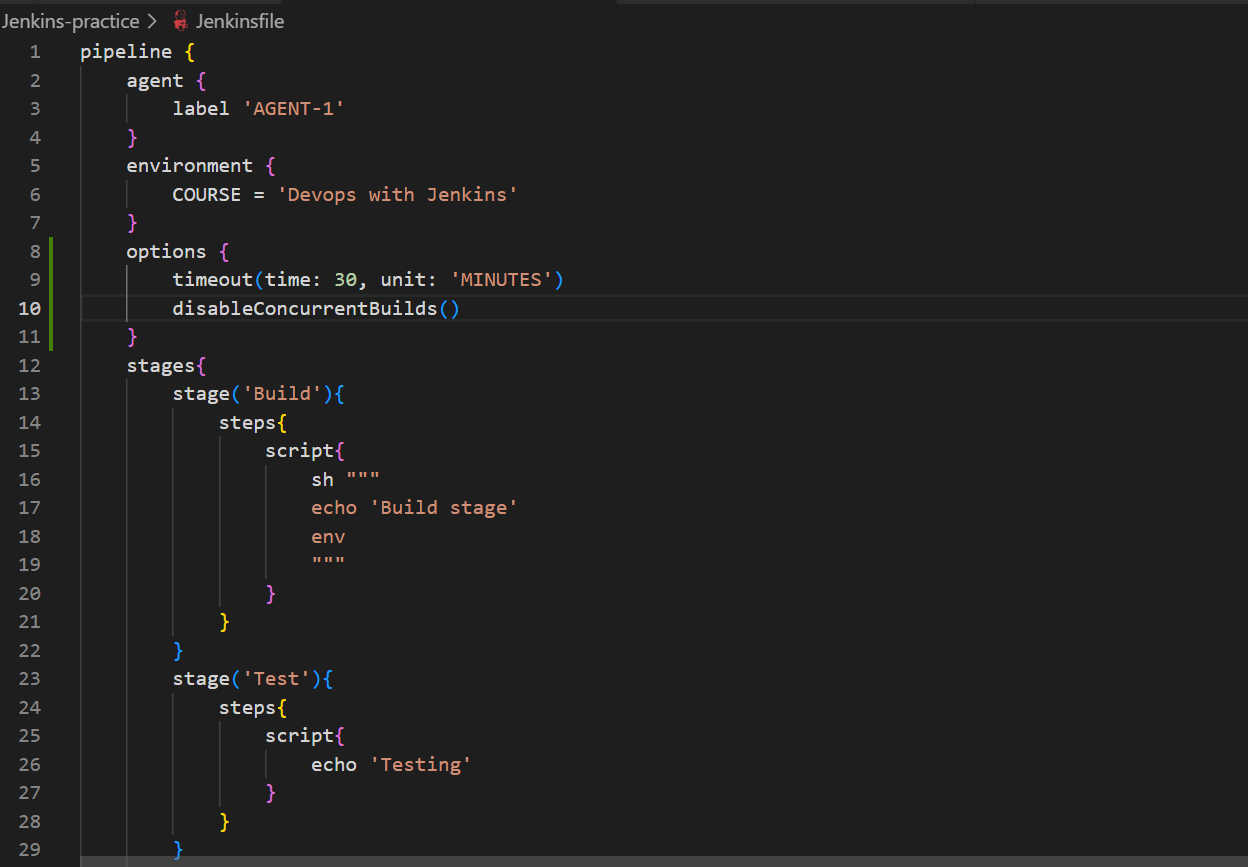 Jenkins-practice > Jenkinsfile
1 pipeline {
2     agent {
3         label 'AGENT-1'
4     }
5     environment {
6         COURSE = 'Devops with Jenkins'
7     }
8     options {
9         timeout(time: 30, unit: 'MINUTES')
10         disableConcurrentBuilds()
11     }
12     stages{
13         stage('Build'){
14             steps{
15                 script{
16                     sh """
17                     echo 'Build stage'
18                     env
19                     """
20                 }
21             }
22         }
23         stage('Test'){
24             steps{
25                 script{
26                     echo 'Testing'
27                 }
28             }
29         }